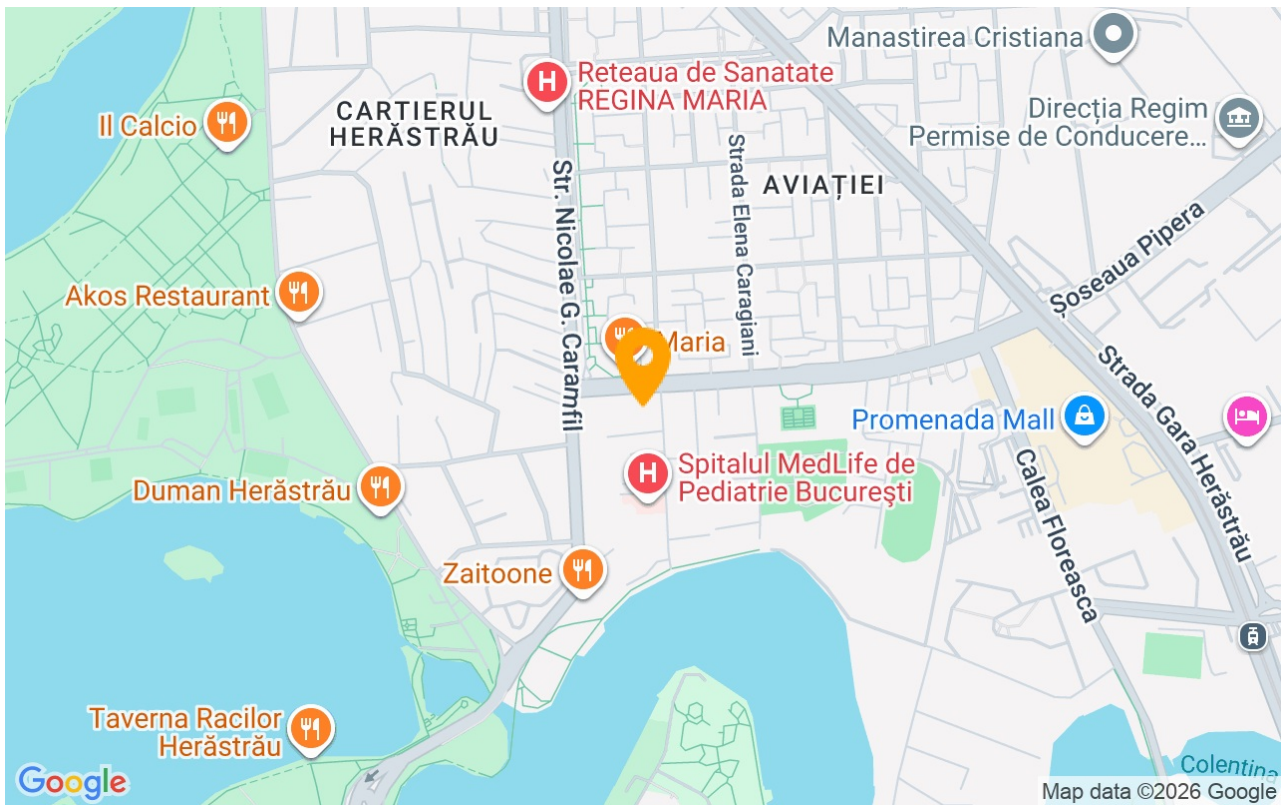 Manastirea Cristiana
Reteaua de Sanatate
REGINA MARIA
CARTIERUL
HERĂSTRĂU
Il Calcio
Direcția Regim
Permise de Conducere...
Strada Elena Caragiani
AVIAȚIEI
Str. Nicolae G. Caramfil
Șoseaua Pipera
Akos Restaurant
Maria
Strada Gara Herăstrău
Promenada Mall
Calea Floreasca
Spitalul MedLife de
Pediatrie București
Duman Herăstrău
Zaitoone
Taverna Racilor
Herăstrău
Colentina
Google
Map data ©2026 Google